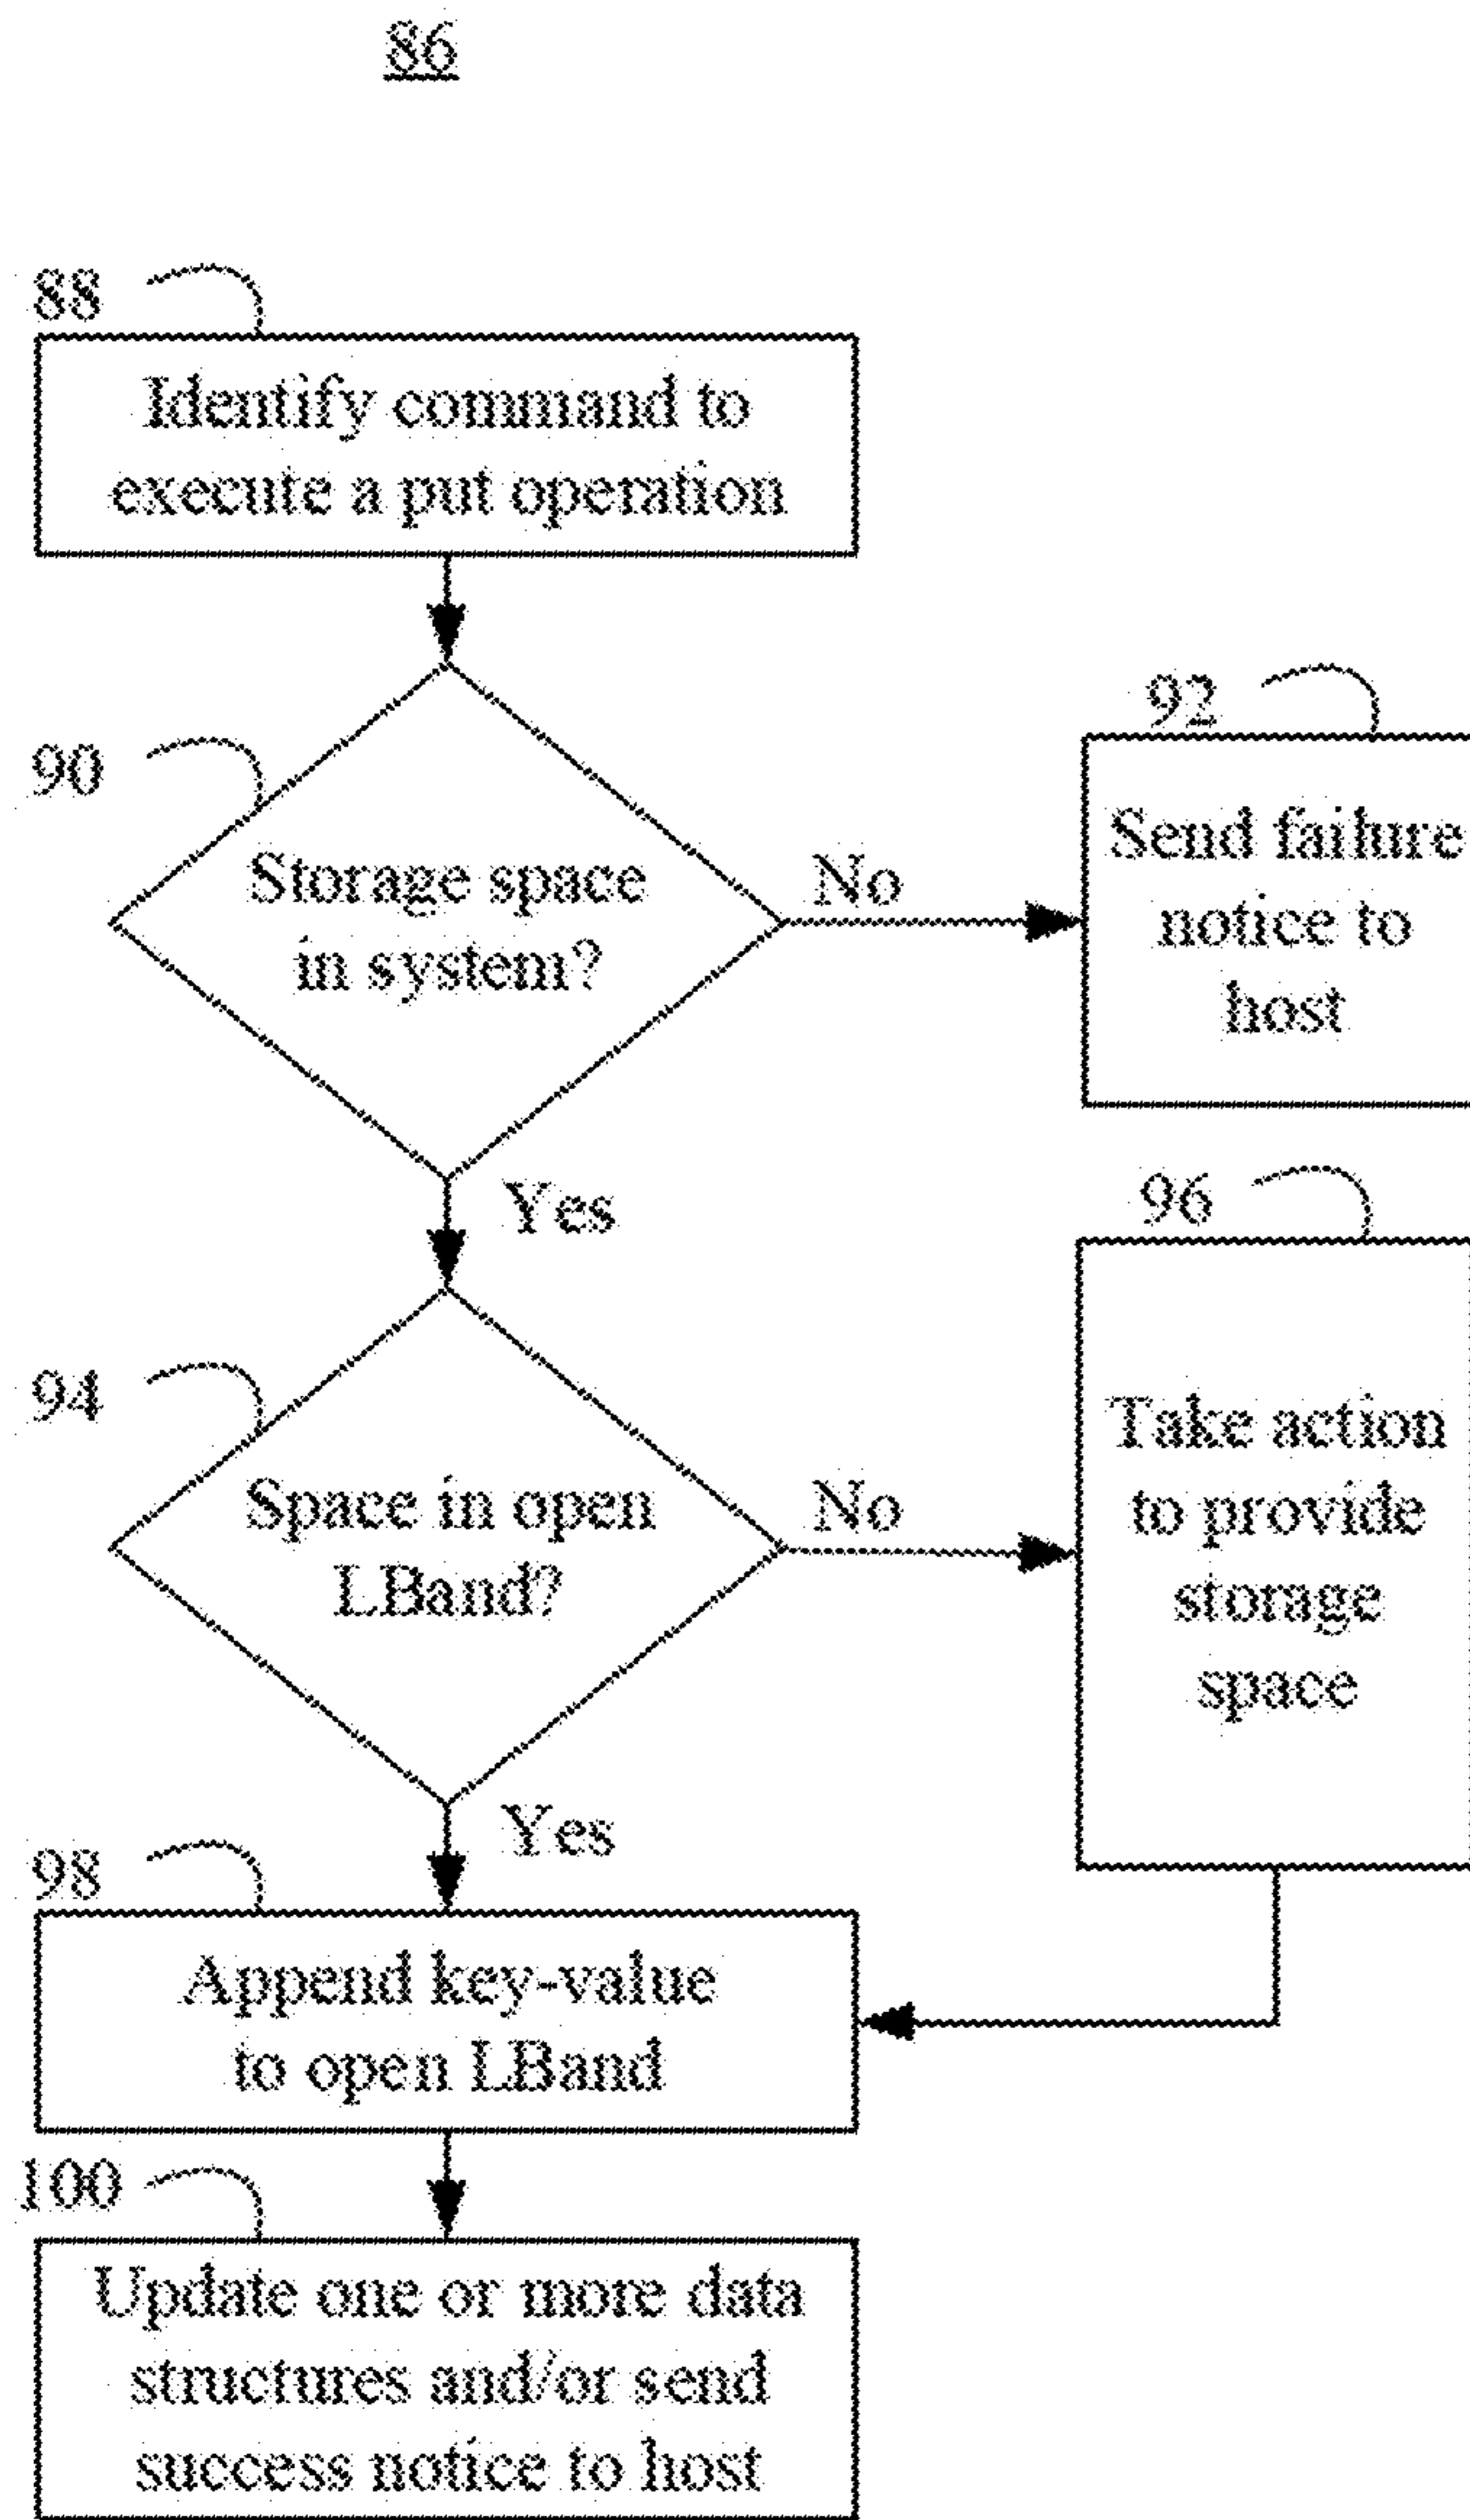 86
88
Identify command to
execute a put operation
90
Storage space
in system?
No
92
Send failure
notice to
host
Yes
94
Space in open
LBand?
No
96
Take action
to provide
storage
space
Yes
98
Append key-value
to open LBand
100
Update one or more data
structures and/or send
success notice to host